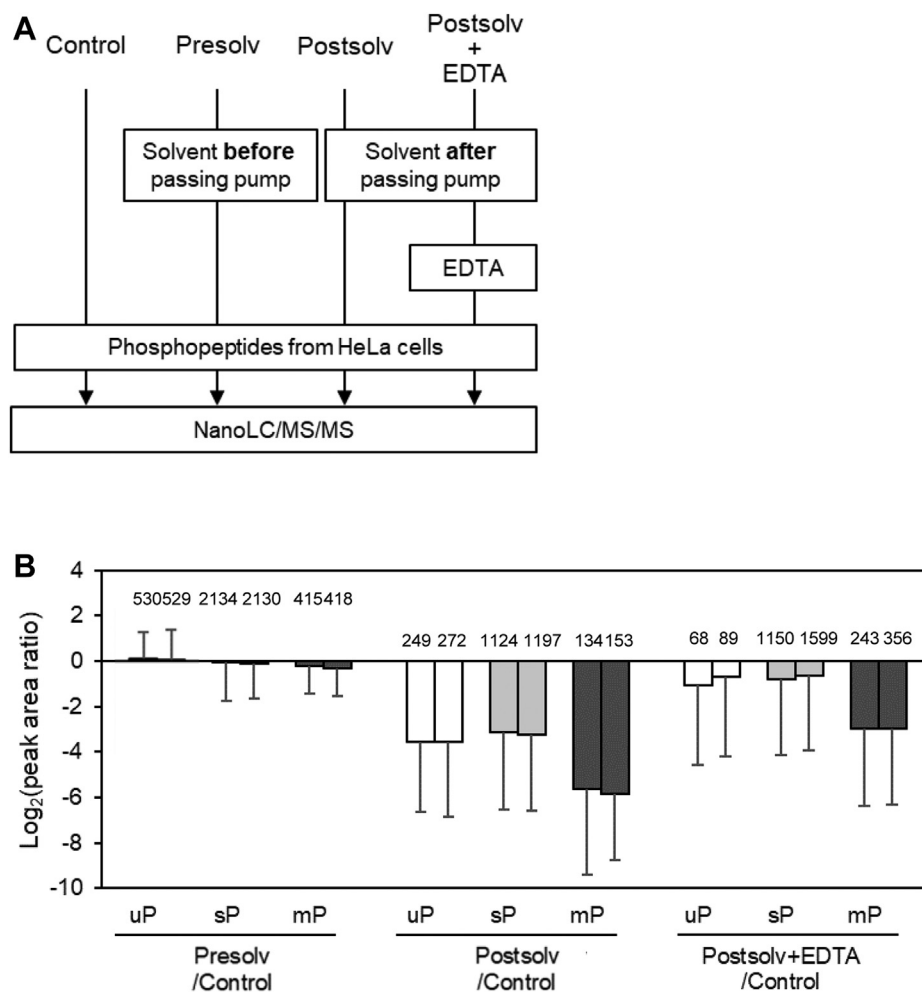 A
Control
Presolv
Postsolv
Postsolv
+
EDTA
Solvent before
passing pump
Solvent after
passing pump
EDTA
Phosphopeptides from HeLa cells
NanoLC/MS/MS
B
Log2(peak area ratio)
4
2
0
-2
-4
-6
-8
-10
530 529 2134 2130 415 418
249 272 1124 1197 134 153
68 89 1150 1599 243 356
uP sP mP uP sP mP uP sP mP
Presolv
/Control
Postsolv
/Control
Postsolv+EDTA
/Control